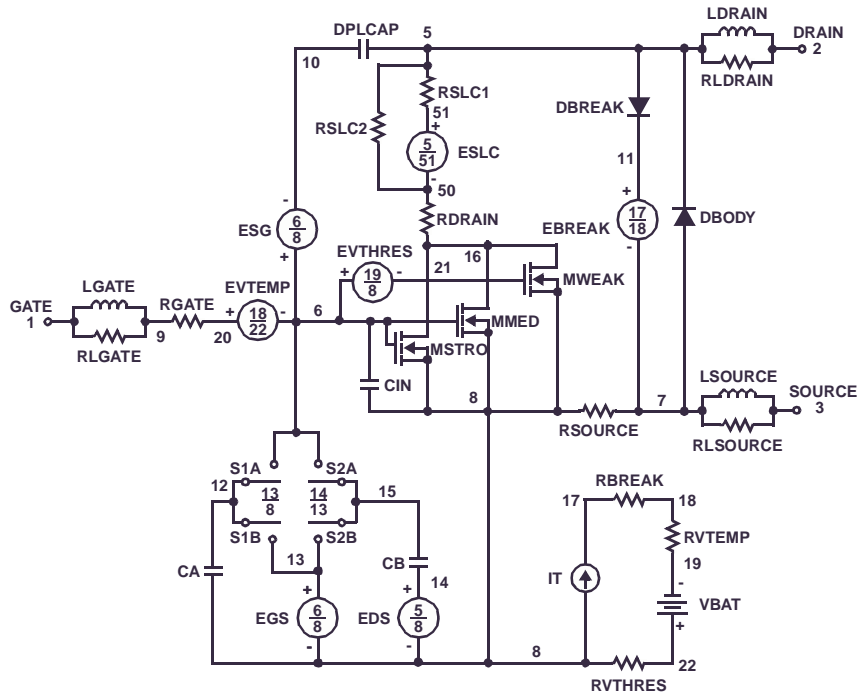 LDRAIN
DPLCAP 5 DRAIN
10 2
RLDRAIN
RSLC1
DBREAK
51
RSLC2 +
5
51
ESLC
11
-
50
- +
6
8
ESG
RDRAIN
17
18
EBREAK
DBODY
+
EVTHRES
16
-
+ 19
8
- 21
MWEAK
LGATE
EVTEMP
GATE
1
RGATE
+ 18
22
- 6
MMED
9 20
MSTRO
RLGATE
LSOURCE
CIN
8 7
SOURCE
3
RSOURCE
RLSOURCE
S1A S2A
12 13
8
14
13
15
RBREAK
17 18
S1B S2B
RVTEMP
13
CB
19
CA
IT
14
-
+ +
VBAT
EGS 6
8
EDS 5
8
+
- -
8
22
RVTHRES